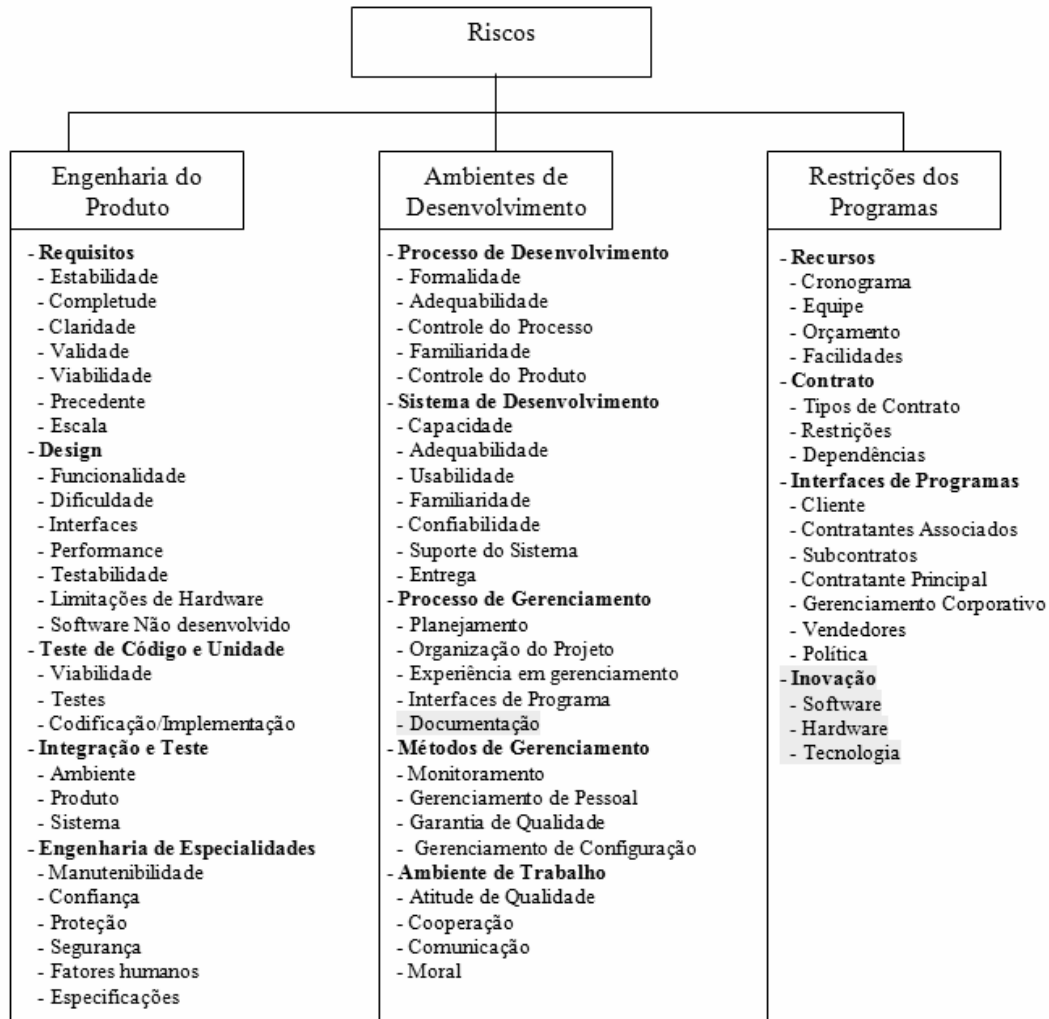 Riscos
Engenharia do
Produto
- Requisitos
- Estabilidade
- Completude
- Claridade
- Validade
- Viabilidade
- Precedente
- Escala
- Design
- Funcionalidade
- Dificuldade
- Interfaces
- Performance
- Testabilidade
- Limitações de Hardware
- Software Não desenvolvido
- Teste de Código e Unidade
- Viabilidade
- Testes
- Codificação/Implementação
- Integração e Teste
- Ambiente
- Produto
- Sistema
- Engenharia de Especialidades
- Manutenibilidade
- Confiança
- Proteção
- Segurança
- Fatores humanos
- Especificações
Ambientes de
Desenvolvimento
- Processo de Desenvolvimento
- Formalidade
- Adequabilidade
- Controle do Processo
- Familiaridade
- Controle do Produto
- Sistema de Desenvolvimento
- Capacidade
- Adequabilidade
- Usabilidade
- Familiaridade
- Confiabilidade
- Suporte do Sistema
- Entrega
- Processo de Gerenciamento
- Planejamento
- Organização do Projeto
- Experiência em gerenciamento
- Interfaces de Programa
- Documentação
- Métodos de Gerenciamento
- Monitoramento
- Gerenciamento de Pessoal
- Garantia de Qualidade
- Gerenciamento de Configuração
- Ambiente de Trabalho
- Atitude de Qualidade
- Cooperação
- Comunicação
- Moral
Restrições dos
Programas
- Recursos
- Cronograma
- Equipe
- Orçamento
- Facilidades
- Contrato
- Tipos de Contrato
- Restrições
- Dependências
- Interfaces de Programas
- Cliente
- Contratantes Associados
- Subcontratos
- Contratante Principal
- Gerenciamento Corporativo
- Vendedores
- Política
- Inovação
- Software
- Hardware
- Tecnologia